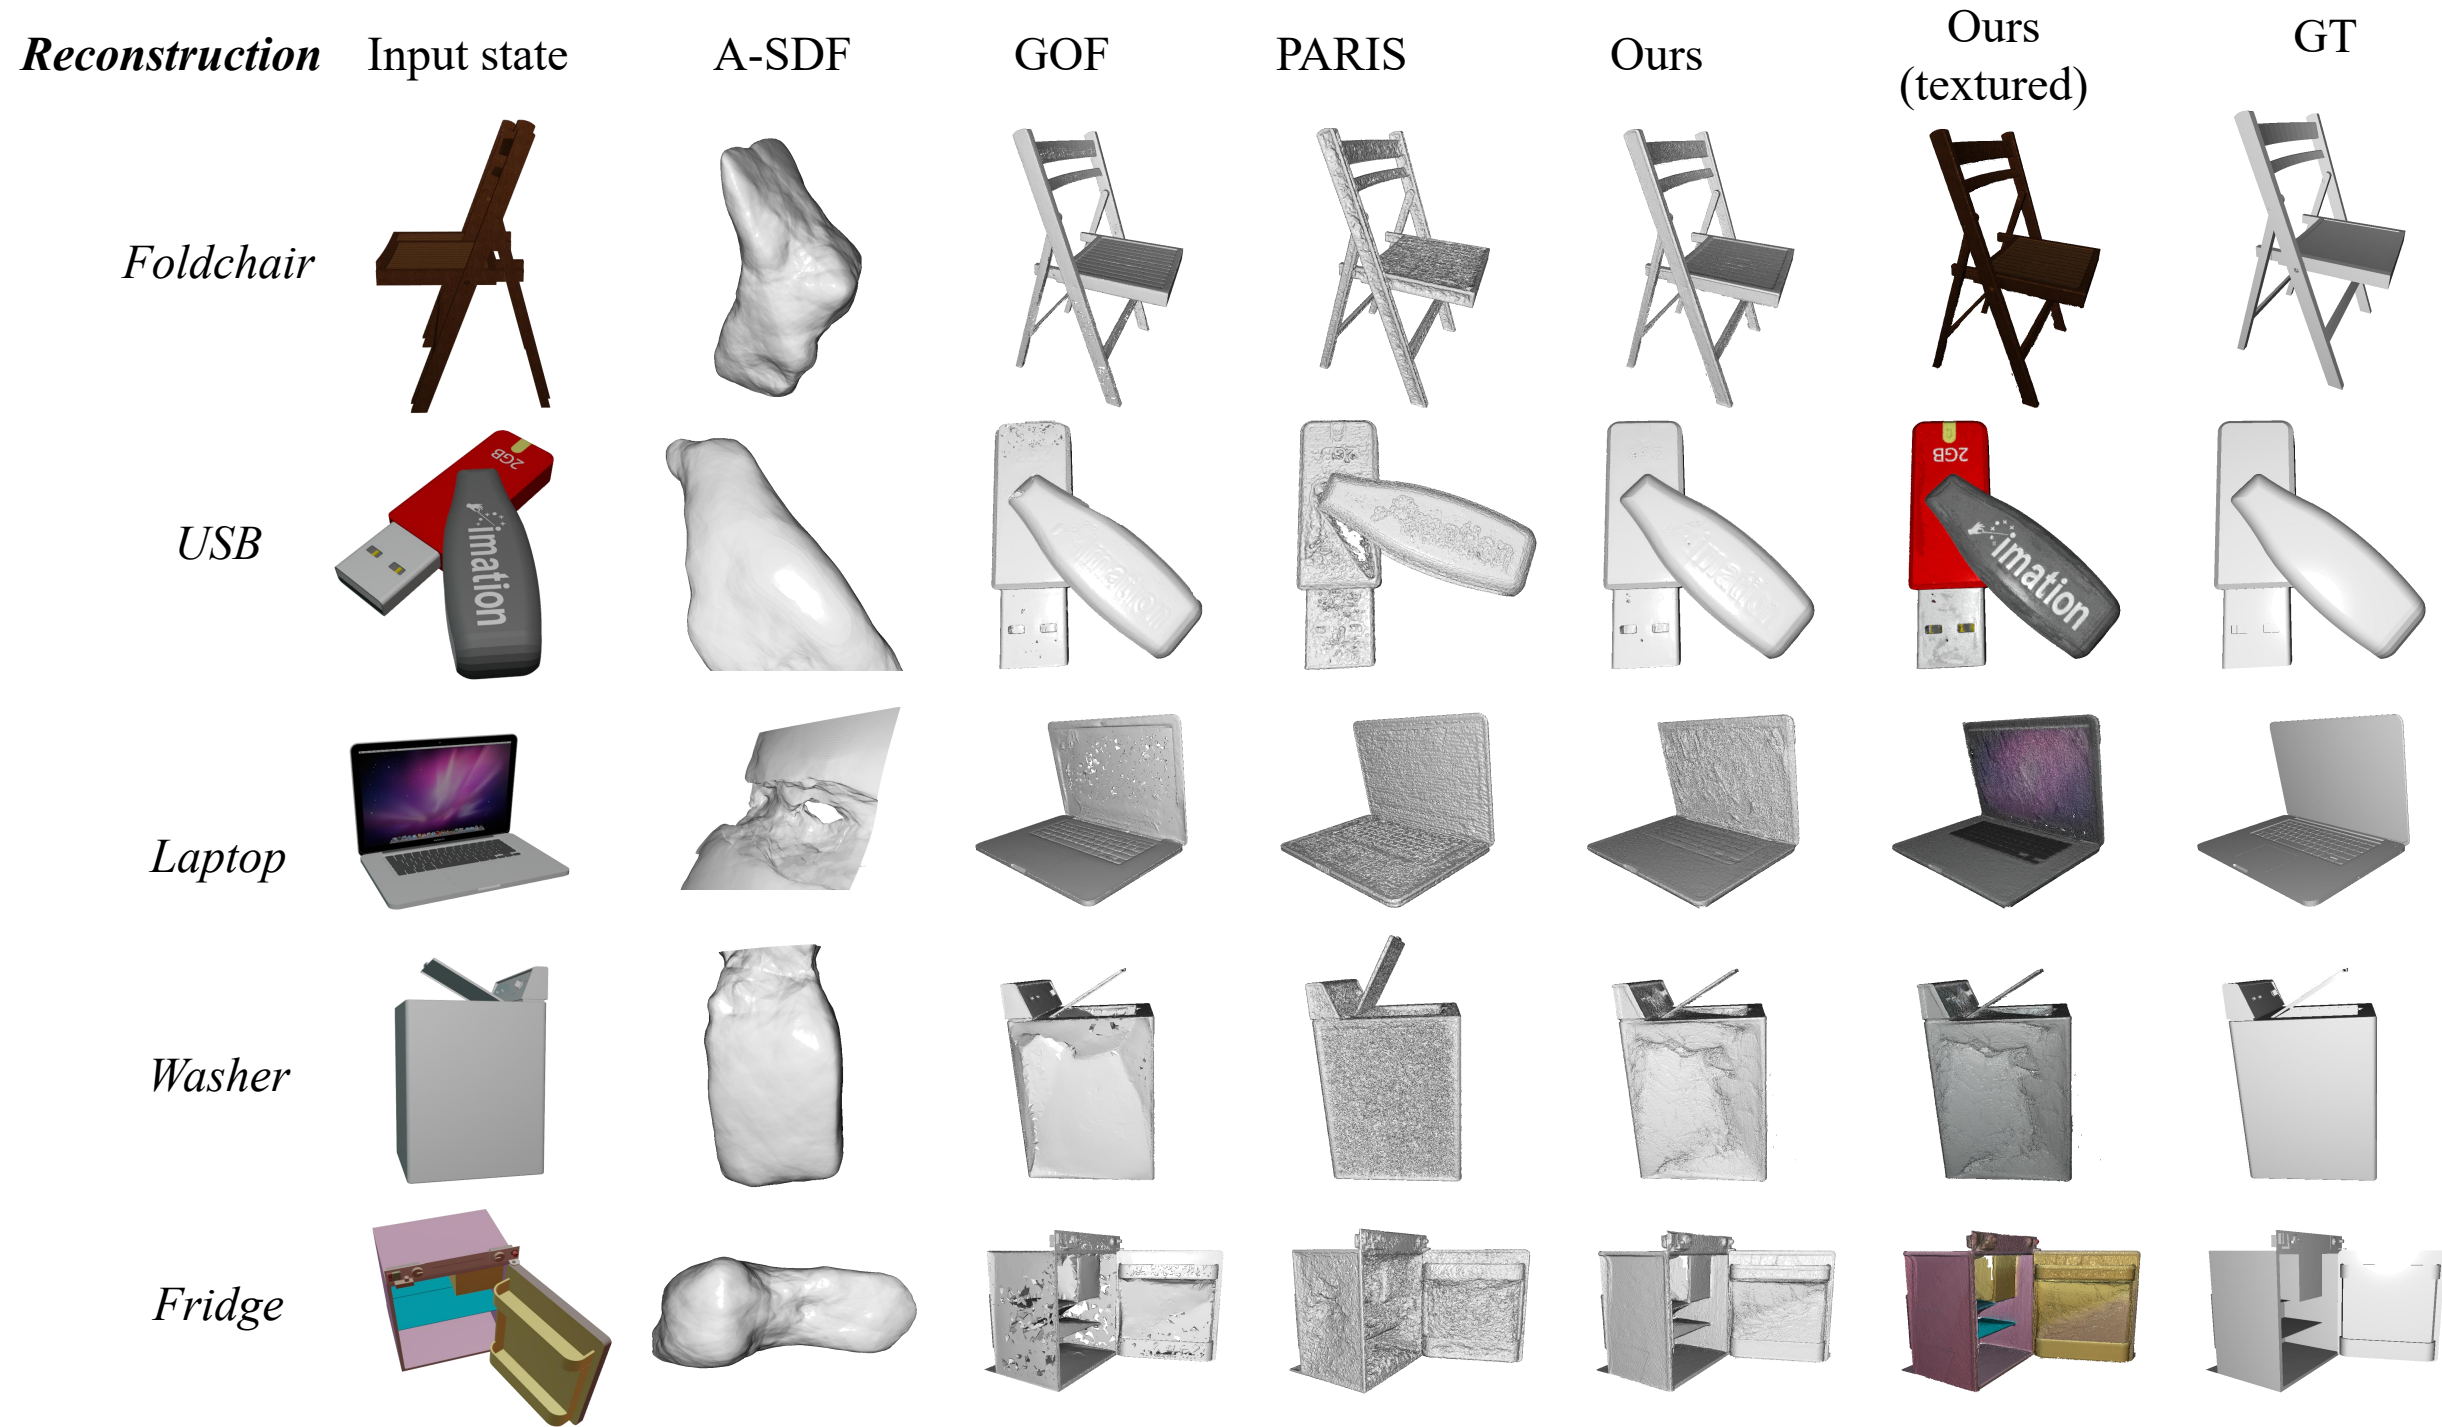 Reconstruction Input state A-SDF GOF PARIS Ours Ours (textured) GT
Foldchair
USB
2GB
imation
imation
imation
2GB
imation
Laptop
Washer
Fridge